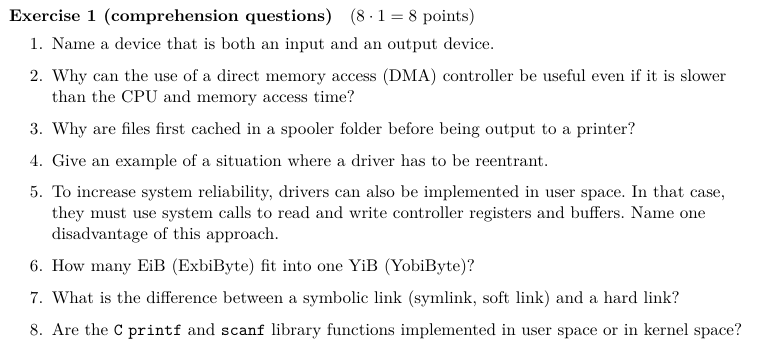 Exercise 1 (comprehension questions) (8 · 1 = 8 points)
1. Name a device that is both an input and an output device.
2. Why can the use of a direct memory access (DMA) controller be useful even if it is slower
than the CPU and memory access time?
3. Why are files first cached in a spooler folder before being output to a printer?
4. Give an example of a situation where a driver has to be reentrant.
5. To increase system reliability, drivers can also be implemented in user space. In that case,
they must use system calls to read and write controller registers and buffers. Name one
disadvantage of this approach.
6. How many EiB (ExbiByte) fit into one YiB (YobiByte)?
7. What is the difference between a symbolic link (symlink, soft link) and a hard link?
8. Are the C printf and scanf library functions implemented in user space or in kernel space?